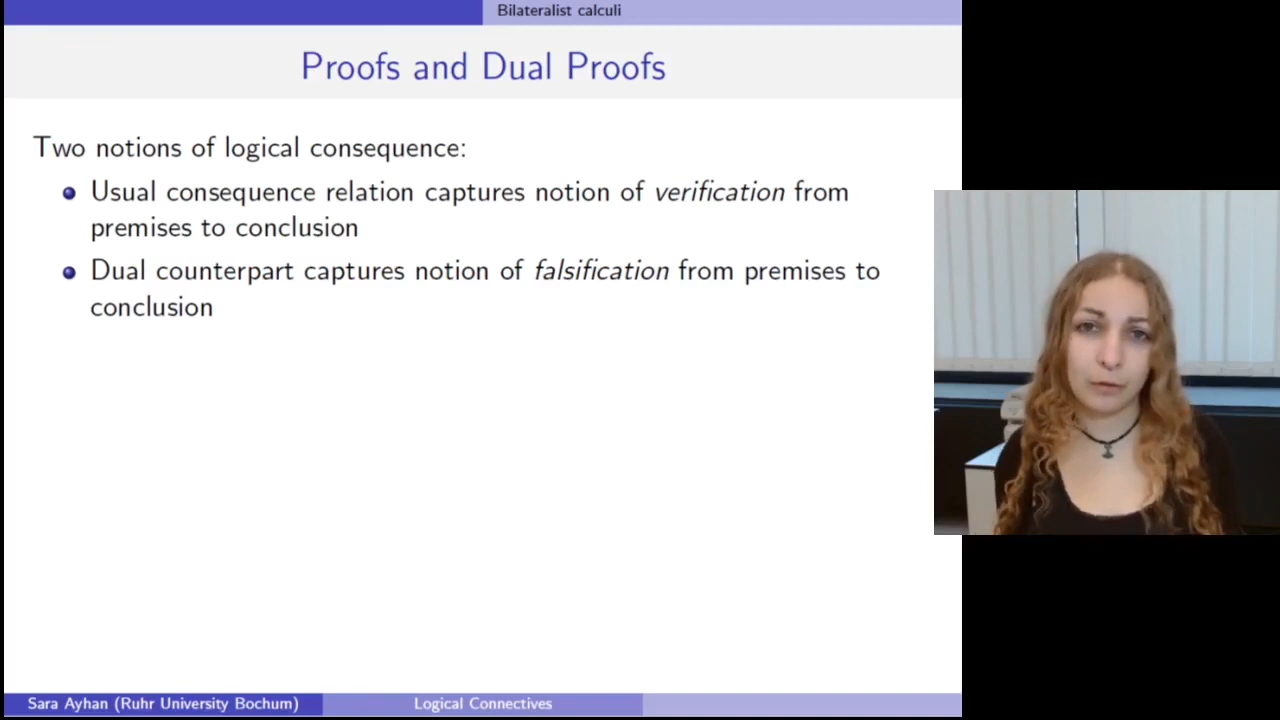 Bilateralist calculi
Proofs and Dual Proofs
Two notions of logical consequence:
Usual consequence relation captures notion of verification from
premises to conclusion
Dual counterpart captures notion of falsification from premises to
conclusion
Sara Ayhan (Ruhr University Bochum)
Logical Connectives